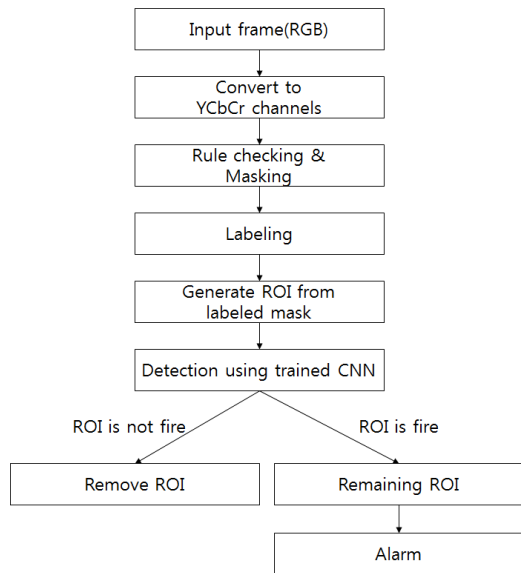 Input frame(RGB)
Convert to
YCbCr channels
Rule checking &
Masking
Labeling
Generate ROI from
labeled mask
Detection using trained CNN
ROI is not fire
ROI is fire
Remove ROI
Remaining ROI
Alarm